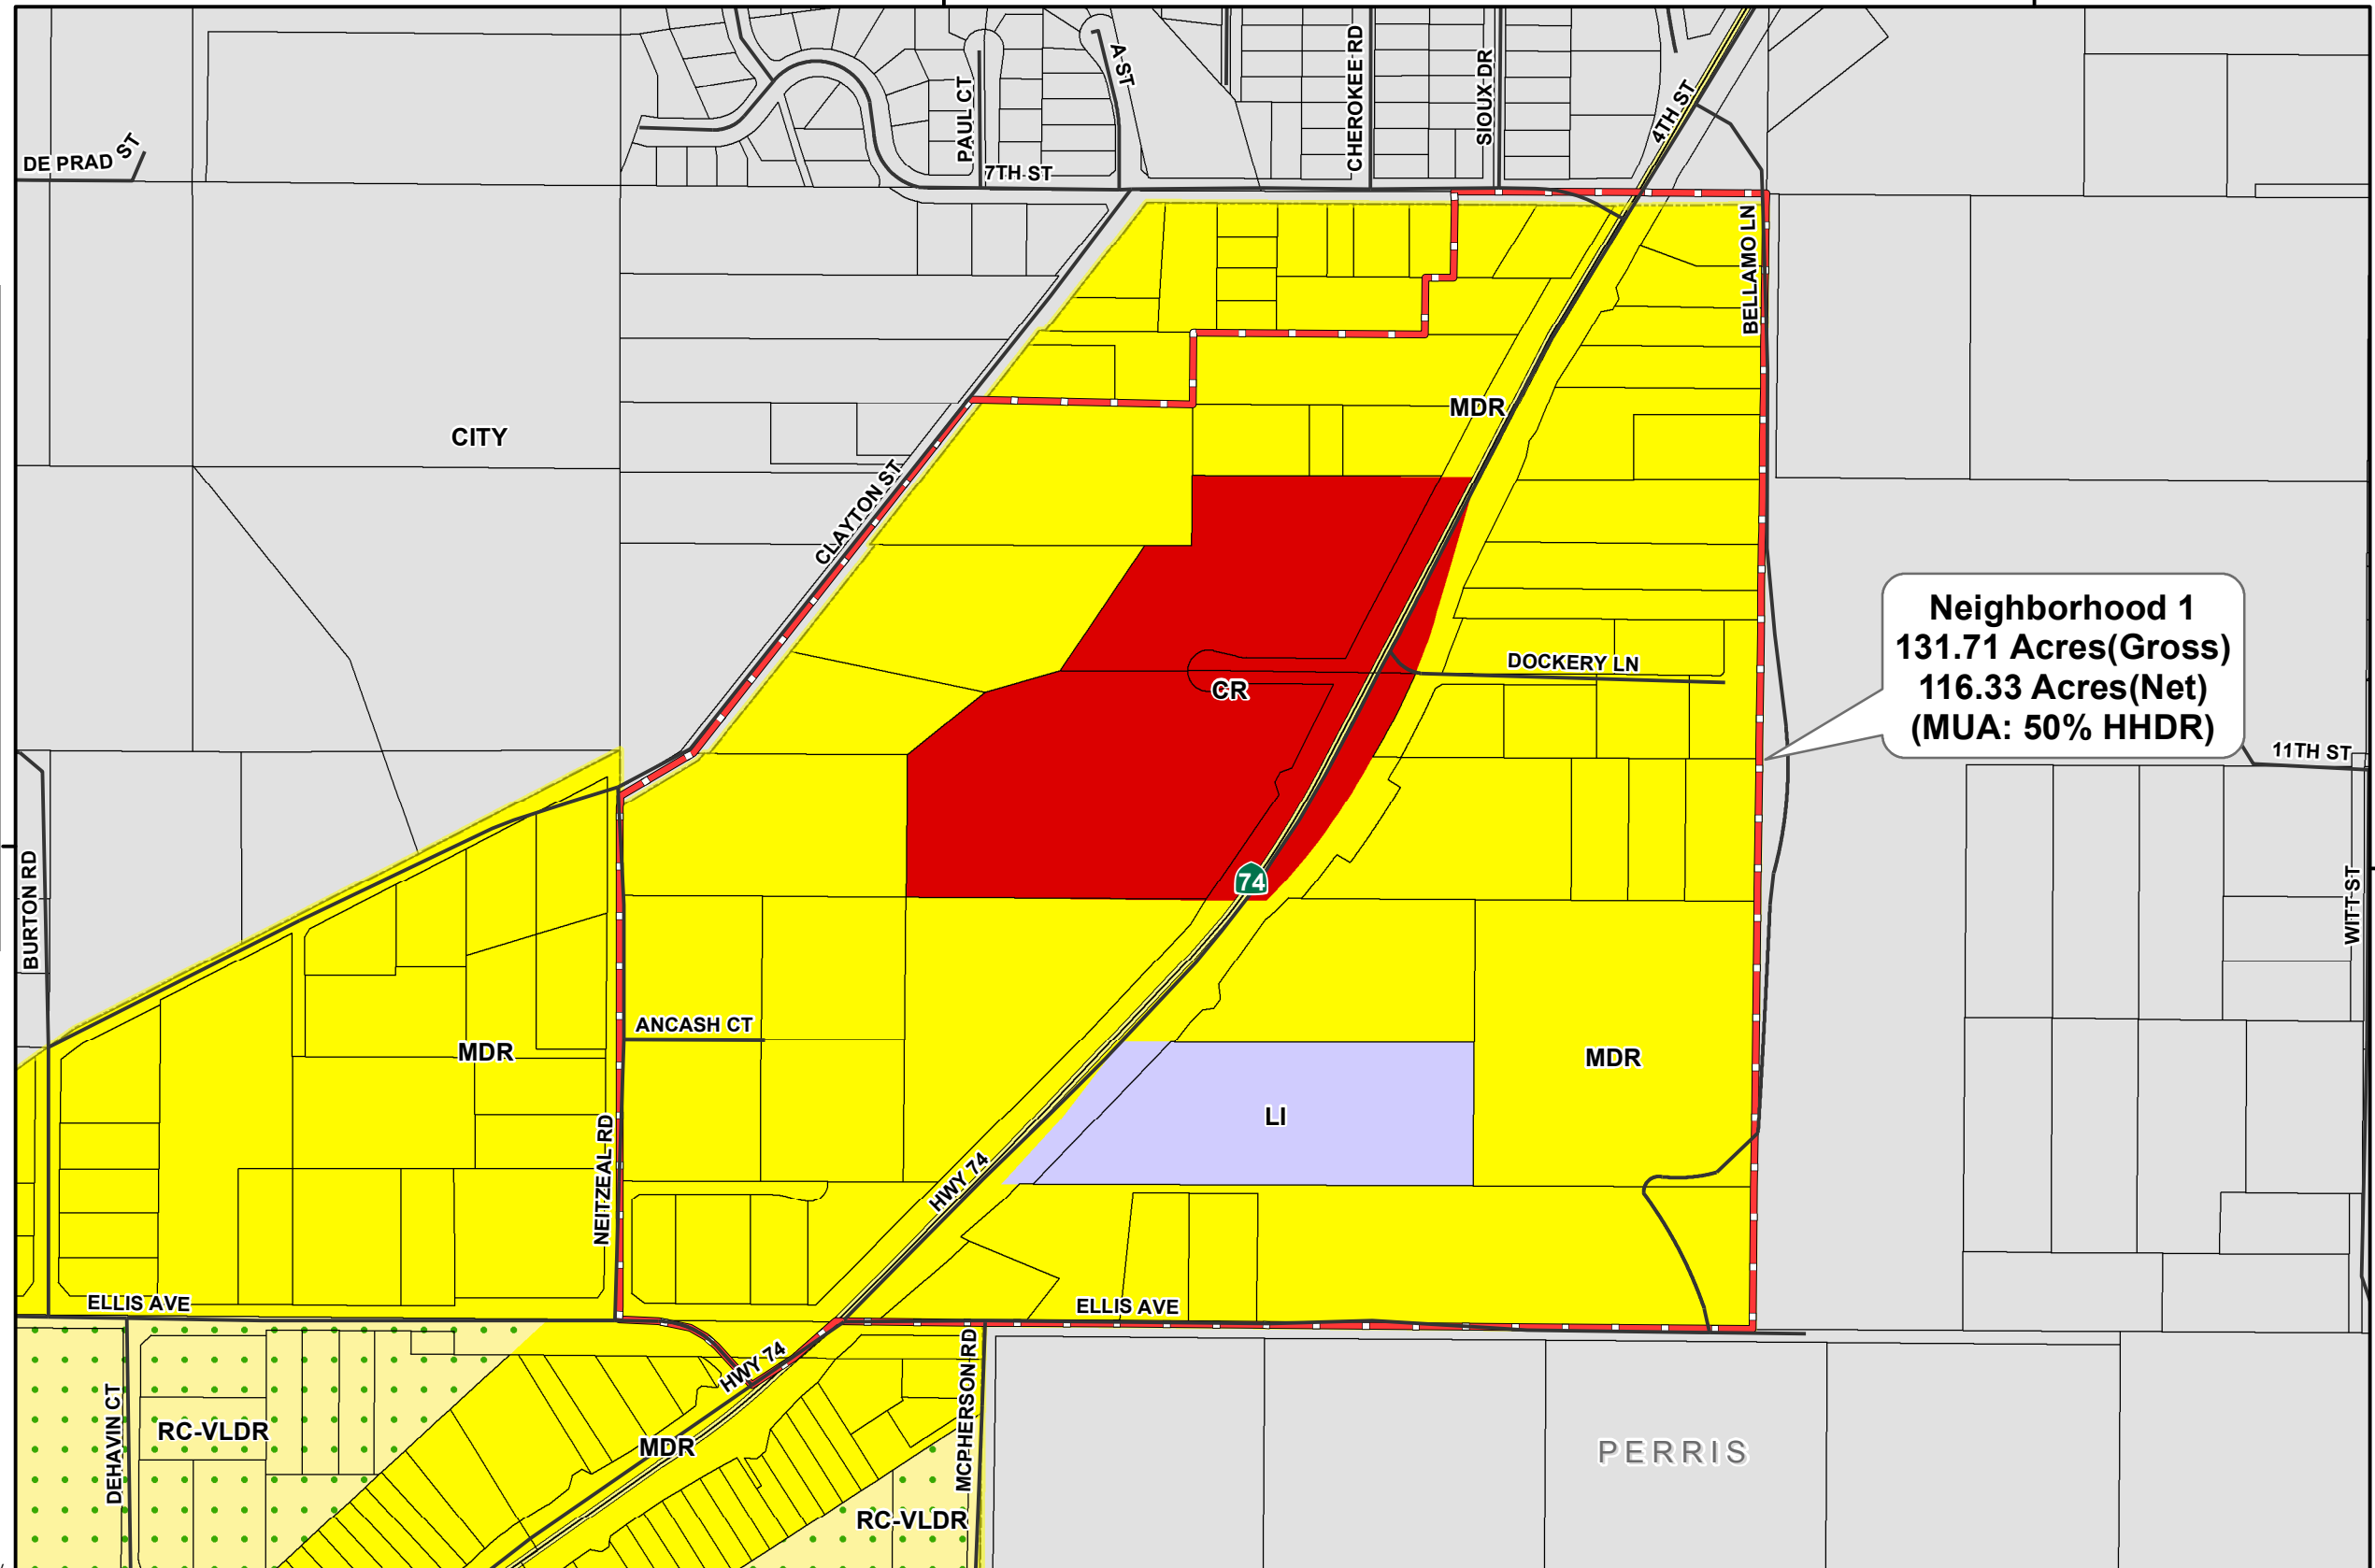 DE PRAD ST
PAUL CT
A ST
7TH ST
CHEROKEE RD
SIOUX DR
4TH ST
BELLAMO LN
CITY
MDR
CLAYTON ST
Neighborhood 1
131.71 Acres(Gross)
116.33 Acres(Net)
(MUA: 50% HHDR)
DOCKERY LN
CR
11TH ST
74
BURTON RD
WITT ST
ANCASH CT
MDR
MDR
LI
NEITZEAL RD
HWY 74
ELLIS AVE
ELLIS AVE
HWY 74
MCPHERSON RD
DEHAVIN CT
RC-VLDR
MDR
PERRIS
RC-VLDR